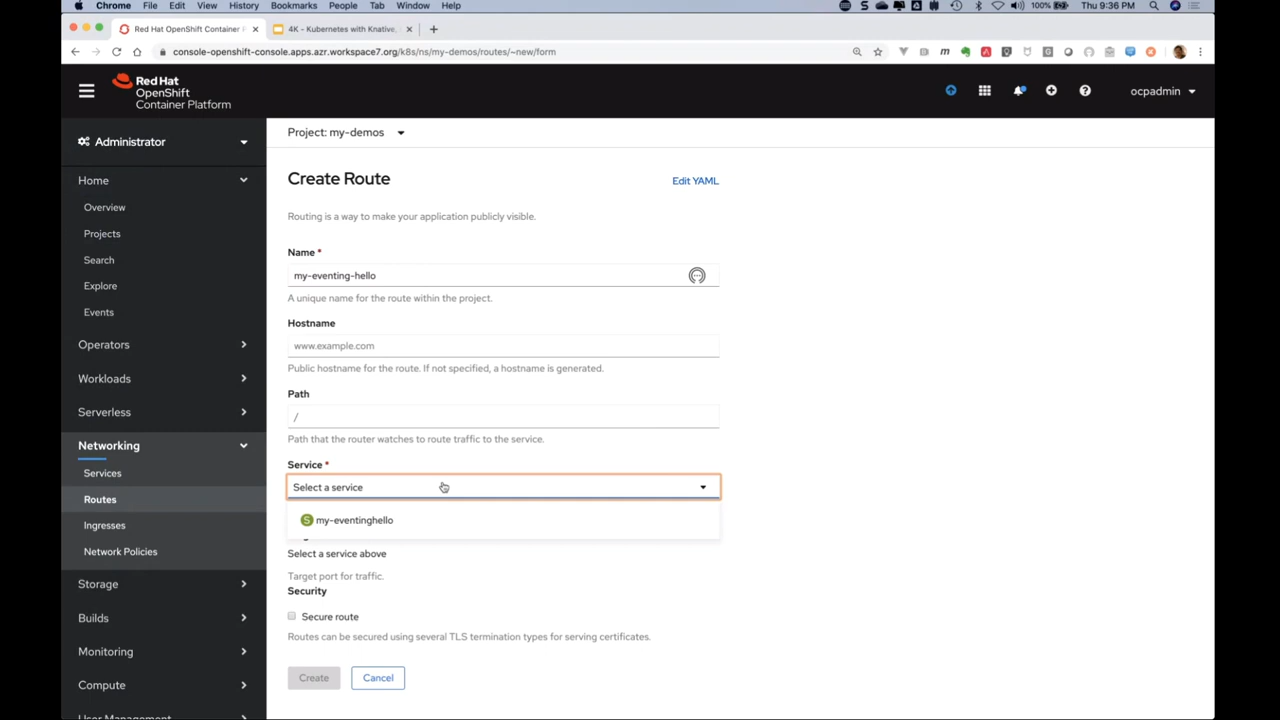 Chrome File Edit View History Bookmarks People Tab Window Help
100% Thu 9:36 PM
Red Hat OpenShift Container P
4K - Kubernetes with Knative,
console-openshift-console.apps.azr.workspace7.org/k8s/ns/my-demos/routes/~new/form
Red Hat
OpenShift
Container Platform
ocpadmin
Administrator
Project: my-demos
Home
Overview
Projects
Search
Explore
Events
Operators
Workloads
Serverless
Networking
Services
Routes
Ingresses
Network Policies
Storage
Builds
Monitoring
Compute
User Management
Create Route
Edit YAML
Routing is a way to make your application publicly visible.
Name *
my-eventing-hello
A unique name for the route within the project.
Hostname
www.example.com
Public hostname for the route. If not specified, a hostname is generated.
Path
/
Path that the router watches to route traffic to the service.
Service *
Select a service
S my-eventinghello
Select a service above
Target port for traffic.
Security
Secure route
Routes can be secured using several TLS termination types for serving certificates.
Create
Cancel